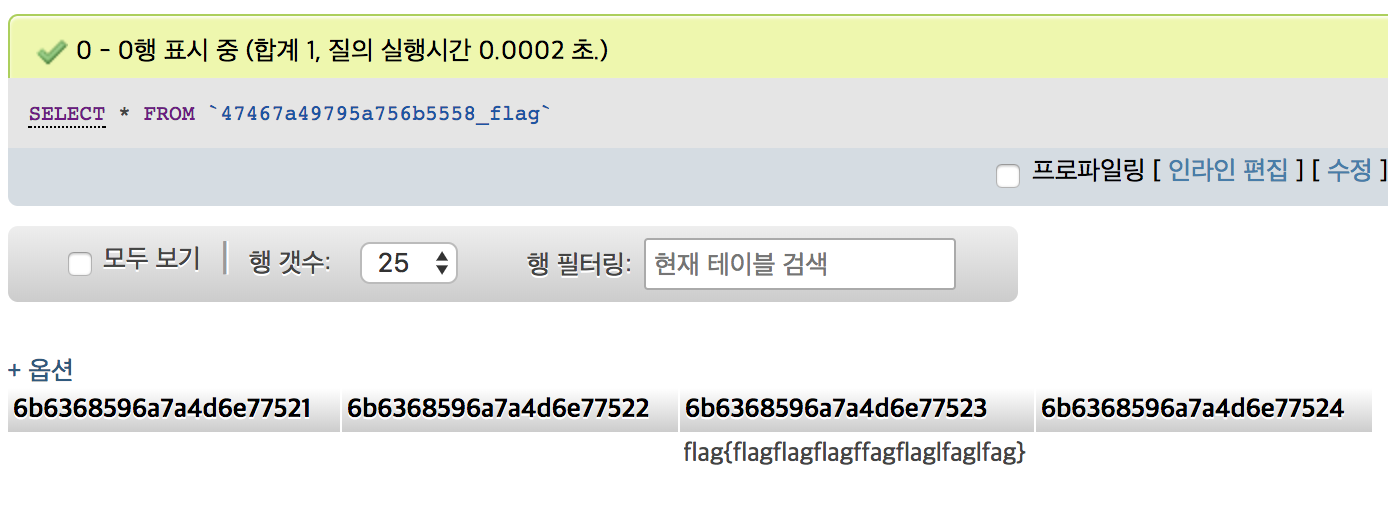 0 - 0행 표시 중 (합계 1, 질의 실행시간 0.0002 초.)
SELECT * FROM `47467a49795a756b5558_flag`
프로파일링 [ 인라인 편집 ] [ 수정 ]
모두 보기 | 행 갯수: 25 행 필터링: 현재 테이블 검색
+ 옵션
6b6368596a7a4d6e77521 6b6368596a7a4d6e77522 6b6368596a7a4d6e77523 6b6368596a7a4d6e77524
flag{flagflagflagffagflaglfaglfag}